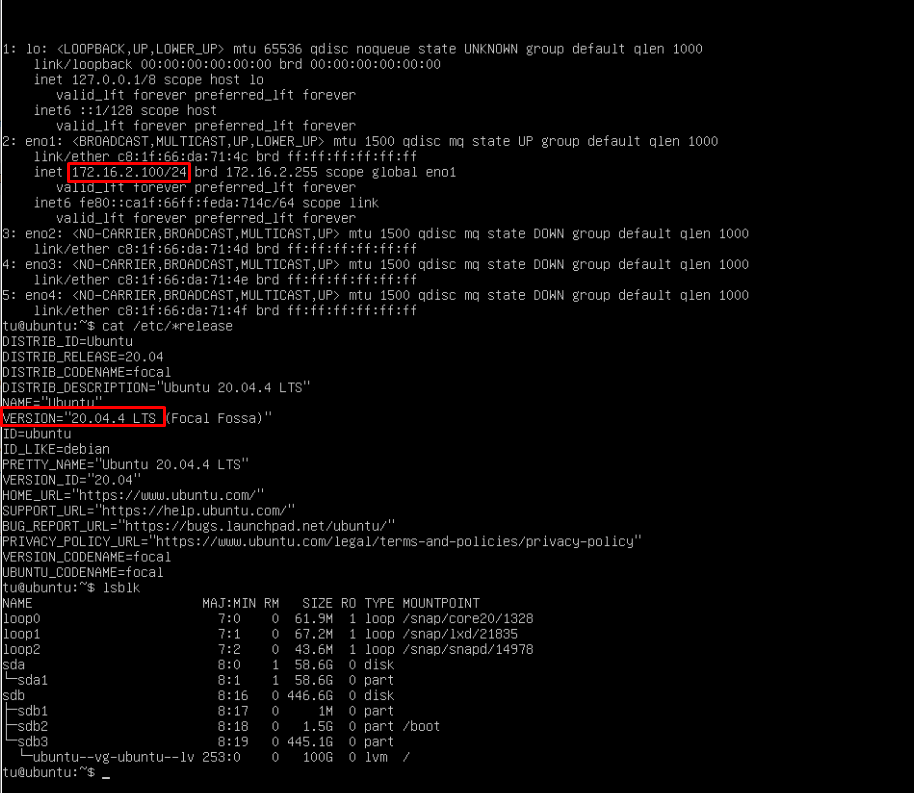 1: lo: <LOOPBACK,UP,LOWER_UP> mtu 65536 qdisc noqueue state UNKNOWN group default qlen 1000
    link/loopback 00:00:00:00:00:00 brd 00:00:00:00:00:00
    inet 127.0.0.1/8 scope host lo
       valid_lft forever preferred_lft forever
    inet6 ::1/128 scope host
       valid_lft forever preferred_lft forever
2: eno1: <BROADCAST,MULTICAST,UP,LOWER_UP> mtu 1500 qdisc mq state UP group default qlen 1000
    link/ether c8:1f:66:da:71:4c brd ff:ff:ff:ff:ff:ff
    inet 172.16.2.100/24 brd 172.16.2.255 scope global eno1
       valid_lft forever preferred_lft forever
    inet6 fe80::ca1f:66ff:feda:714c/64 scope link
       valid_lft forever preferred_lft forever
3: eno2: <NO-CARRIER,BROADCAST,MULTICAST,UP> mtu 1500 qdisc mq state DOWN group default qlen 1000
    link/ether c8:1f:66:da:71:4d brd ff:ff:ff:ff:ff:ff
4: eno3: <NO-CARRIER,BROADCAST,MULTICAST,UP> mtu 1500 qdisc mq state DOWN group default qlen 1000
    link/ether c8:1f:66:da:71:4e brd ff:ff:ff:ff:ff:ff
5: eno4: <NO-CARRIER,BROADCAST,MULTICAST,UP> mtu 1500 qdisc mq state DOWN group default qlen 1000
    link/ether c8:1f:66:da:71:4f brd ff:ff:ff:ff:ff:ff
tu@ubuntu:~$ cat /etc/*release
DISTRIB_ID=Ubuntu
DISTRIB_RELEASE=20.04
DISTRIB_CODENAME=focal
DISTRIB_DESCRIPTION="Ubuntu 20.04.4 LTS"
NAME="Ubuntu"
VERSION="20.04.4 LTS (Focal Fossa)"
ID=ubuntu
ID_LIKE=debian
PRETTY_NAME="Ubuntu 20.04.4 LTS"
VERSION_ID="20.04"
HOME_URL="https://www.ubuntu.com/"
SUPPORT_URL="https://help.ubuntu.com/"
BUG_REPORT_URL="https://bugs.launchpad.net/ubuntu/"
PRIVACY_POLICY_URL="https://www.ubuntu.com/legal/terms-and-policies/privacy-policy"
VERSION_CODENAME=focal
UBUNTU_CODENAME=focal
tu@ubuntu:~$ lsblk
NAME                      MAJ:MIN RM   SIZE RO TYPE MOUNTPOINT
loop0                       7:0    0  61.9M  1 loop /snap/core20/1328
loop1                       7:1    0  67.2M  1 loop /snap/lxd/21835
loop2                       7:2    0  43.6M  1 loop /snap/snapd/14978
sda                         8:0    1  58.6G  0 disk
└─sda1                      8:1    1  58.6G  0 part
sdb                         8:16   0 446.6G  0 disk
├─sdb1                      8:17   0     1M  0 part
├─sdb2                      8:18   0   1.5G  0 part /boot
└─sdb3                      8:19   0 445.1G  0 part
  └─ubuntu--vg-ubuntu--lv 253:0    0   100G  0 lvm  /
tu@ubuntu:~$ _